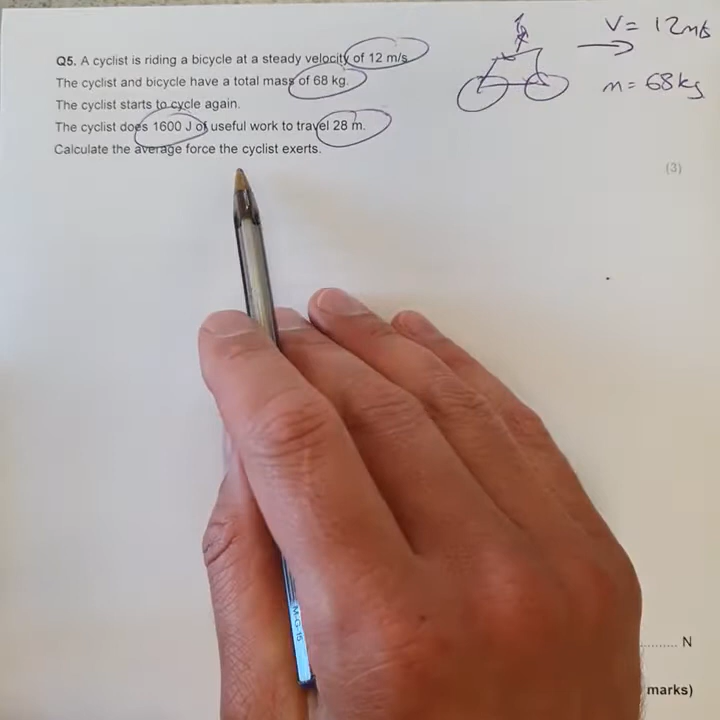 Q5. A cyclist is riding a bicycle at a steady velocity of 12 m/s
The cyclist and bicycle have a total mass of 68 kg.
The cyclist starts to cycle again.
The cyclist does 1600 J of useful work to travel 28 m.
Calculate the average force the cyclist exerts.
V = 12m/s
m = 68kg
(3)
M-G-15
.......... N
marks)